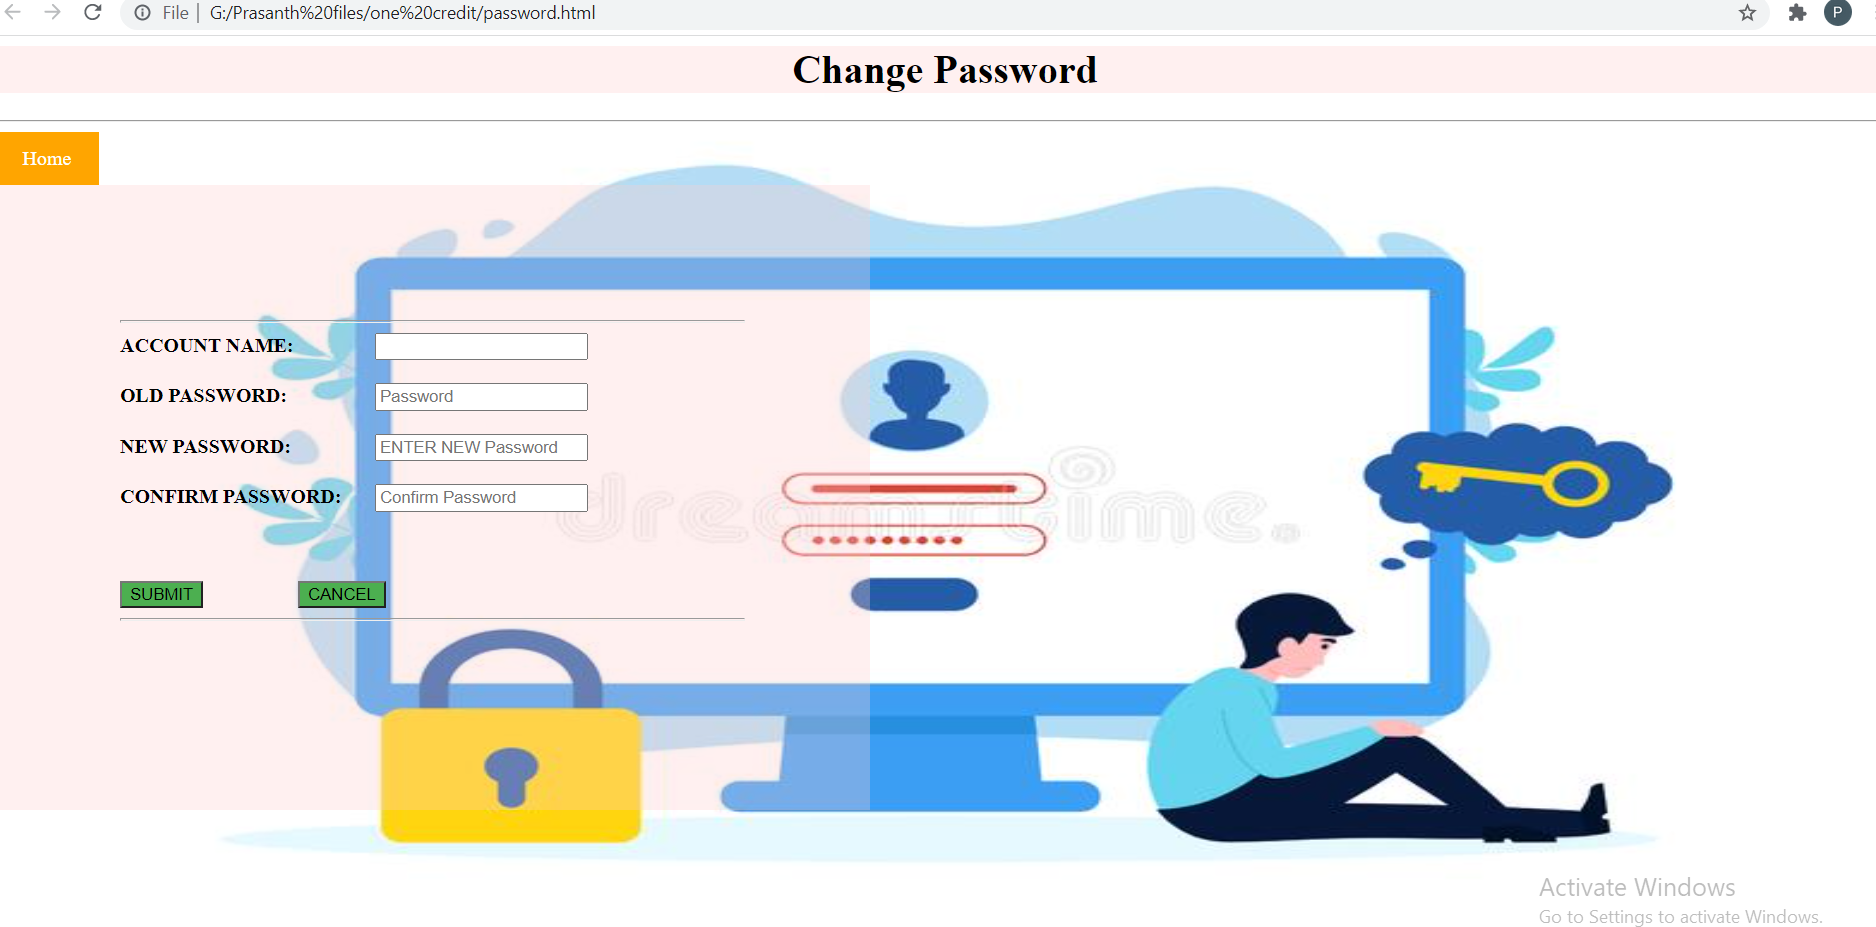 File | G:/Prasanth%20files/one%20credit/password.html
P
Change Password
Home
ACCOUNT NAME:
OLD PASSWORD: Password
NEW PASSWORD: ENTER NEW Password
CONFIRM PASSWORD: Confirm Password
dreamstime.
SUBMIT CANCEL
Activate Windows
Go to Settings to activate Windows.